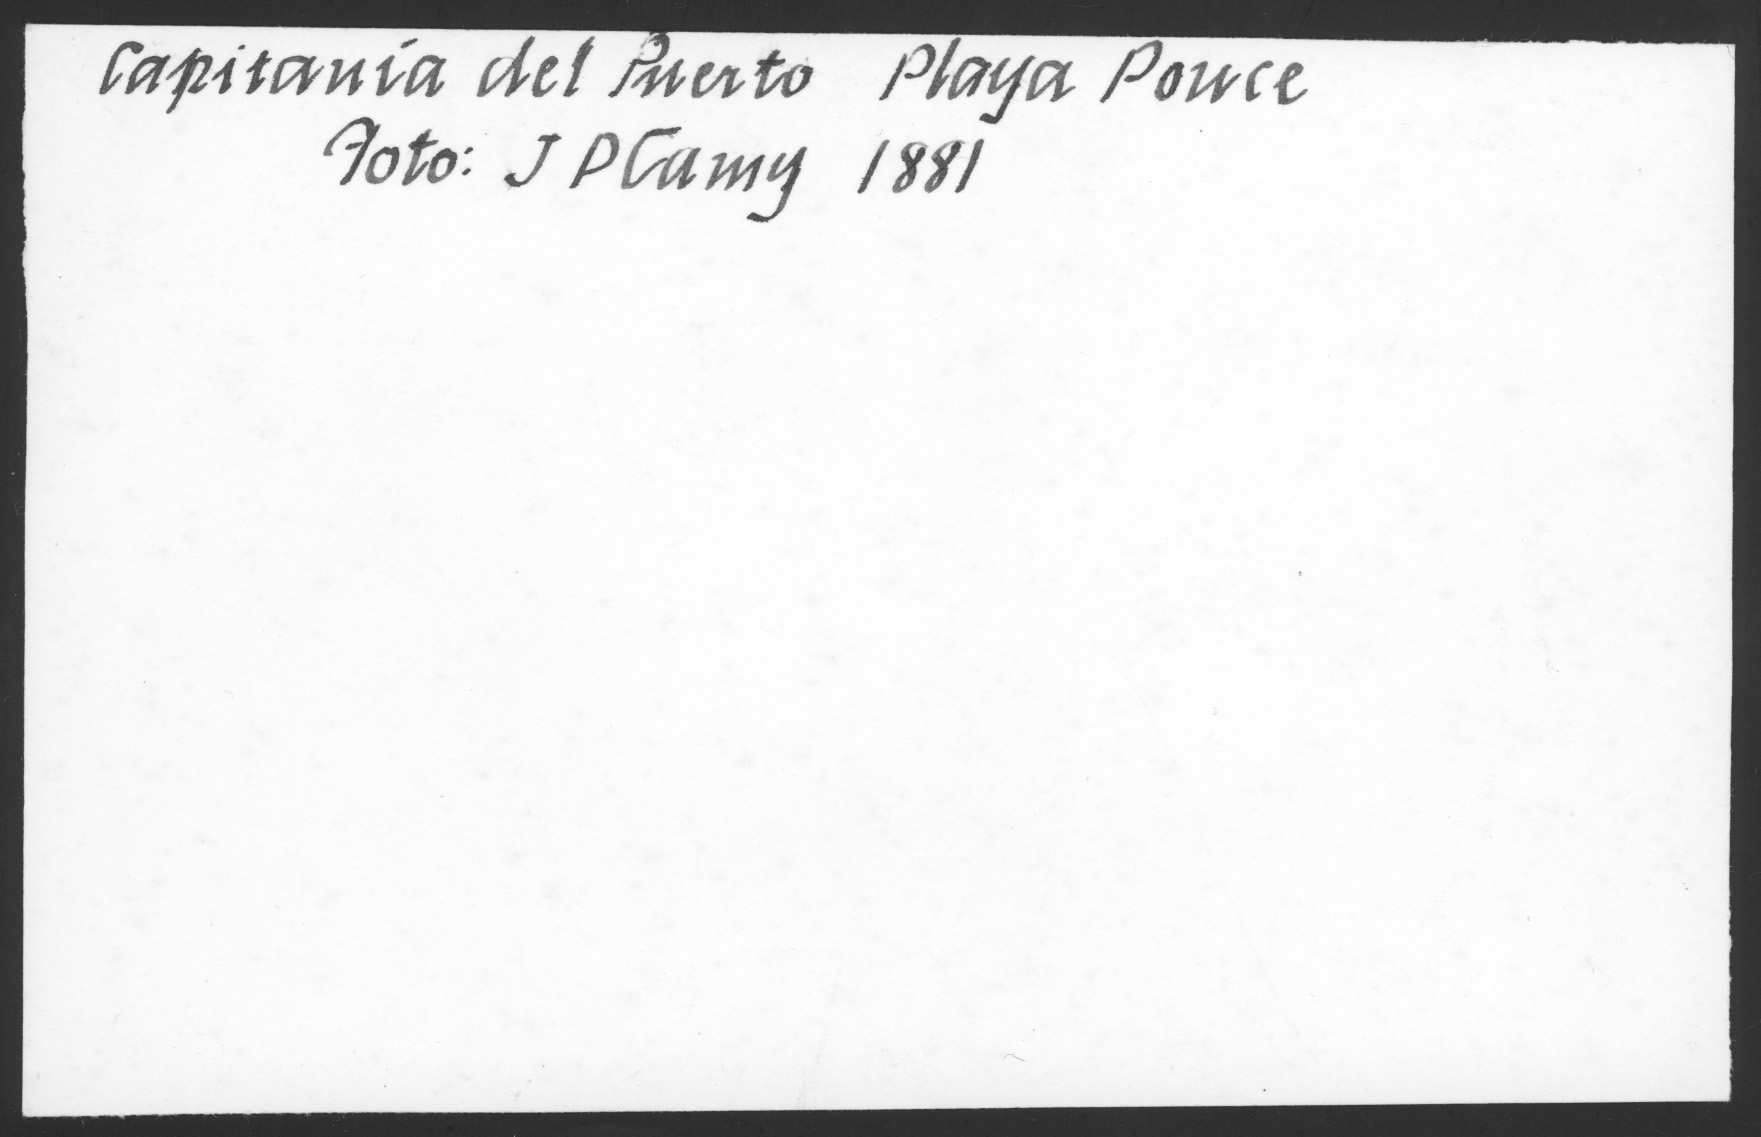 Capitanía del Puerto Playa Ponce
Foto: J P Camy 1881